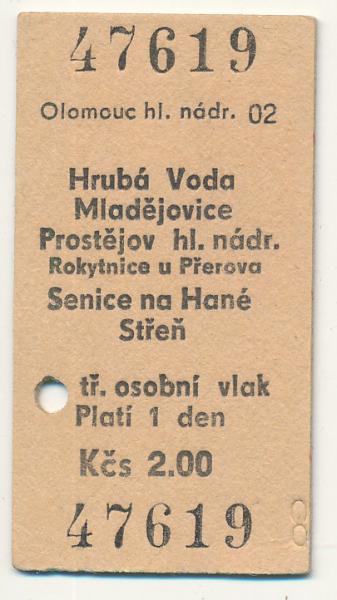 47619
Olomouc hl. nádr. 02
Hrubá Voda
Mladějovice
Prostějov hl. nádr.
Rokytnice u Přerova
Senice na Hané
Střeň
tř. osobní vlak
Platí 1 den
Kčs 2.00
47619